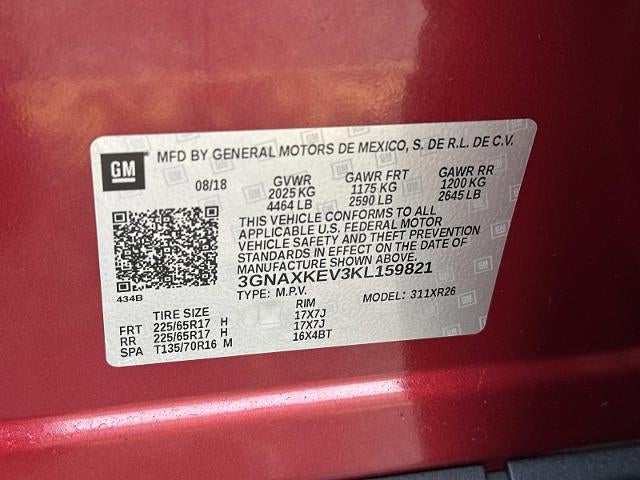 GM MFD BY GENERAL MOTORS DE MEXICO, S. DE R.L. DE C.V.
08/18 GVWR GAWR FRT GAWR RR
2025 KG 1175 KG 1200 KG
4464 LB 2590 LB 2645 LB
THIS VEHICLE CONFORMS TO ALL
APPLICABLE U.S. FEDERAL MOTOR
VEHICLE SAFETY AND THEFT PREVENTION
STANDARDS IN EFFECT ON THE DATE OF
MANUFACTURE SHOWN ABOVE.
3GNAXKEV3KL159821
434B TYPE: M.P.V. MODEL: 311XR26
TIRE SIZE RIM
FRT 225/65R17 H 17X7J
RR 225/65R17 H 17X7J
SPA T135/70R16 M 16X4BT